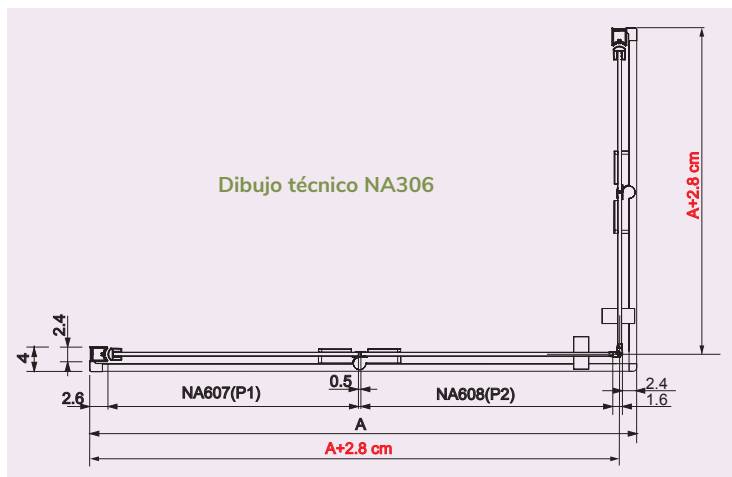 Dibujo técnico NA306
A+2.8 cm
2.4
4
2.6
NA607(P1)
0.5
NA608(P2)
2.4
1.6
A
A+2.8 cm